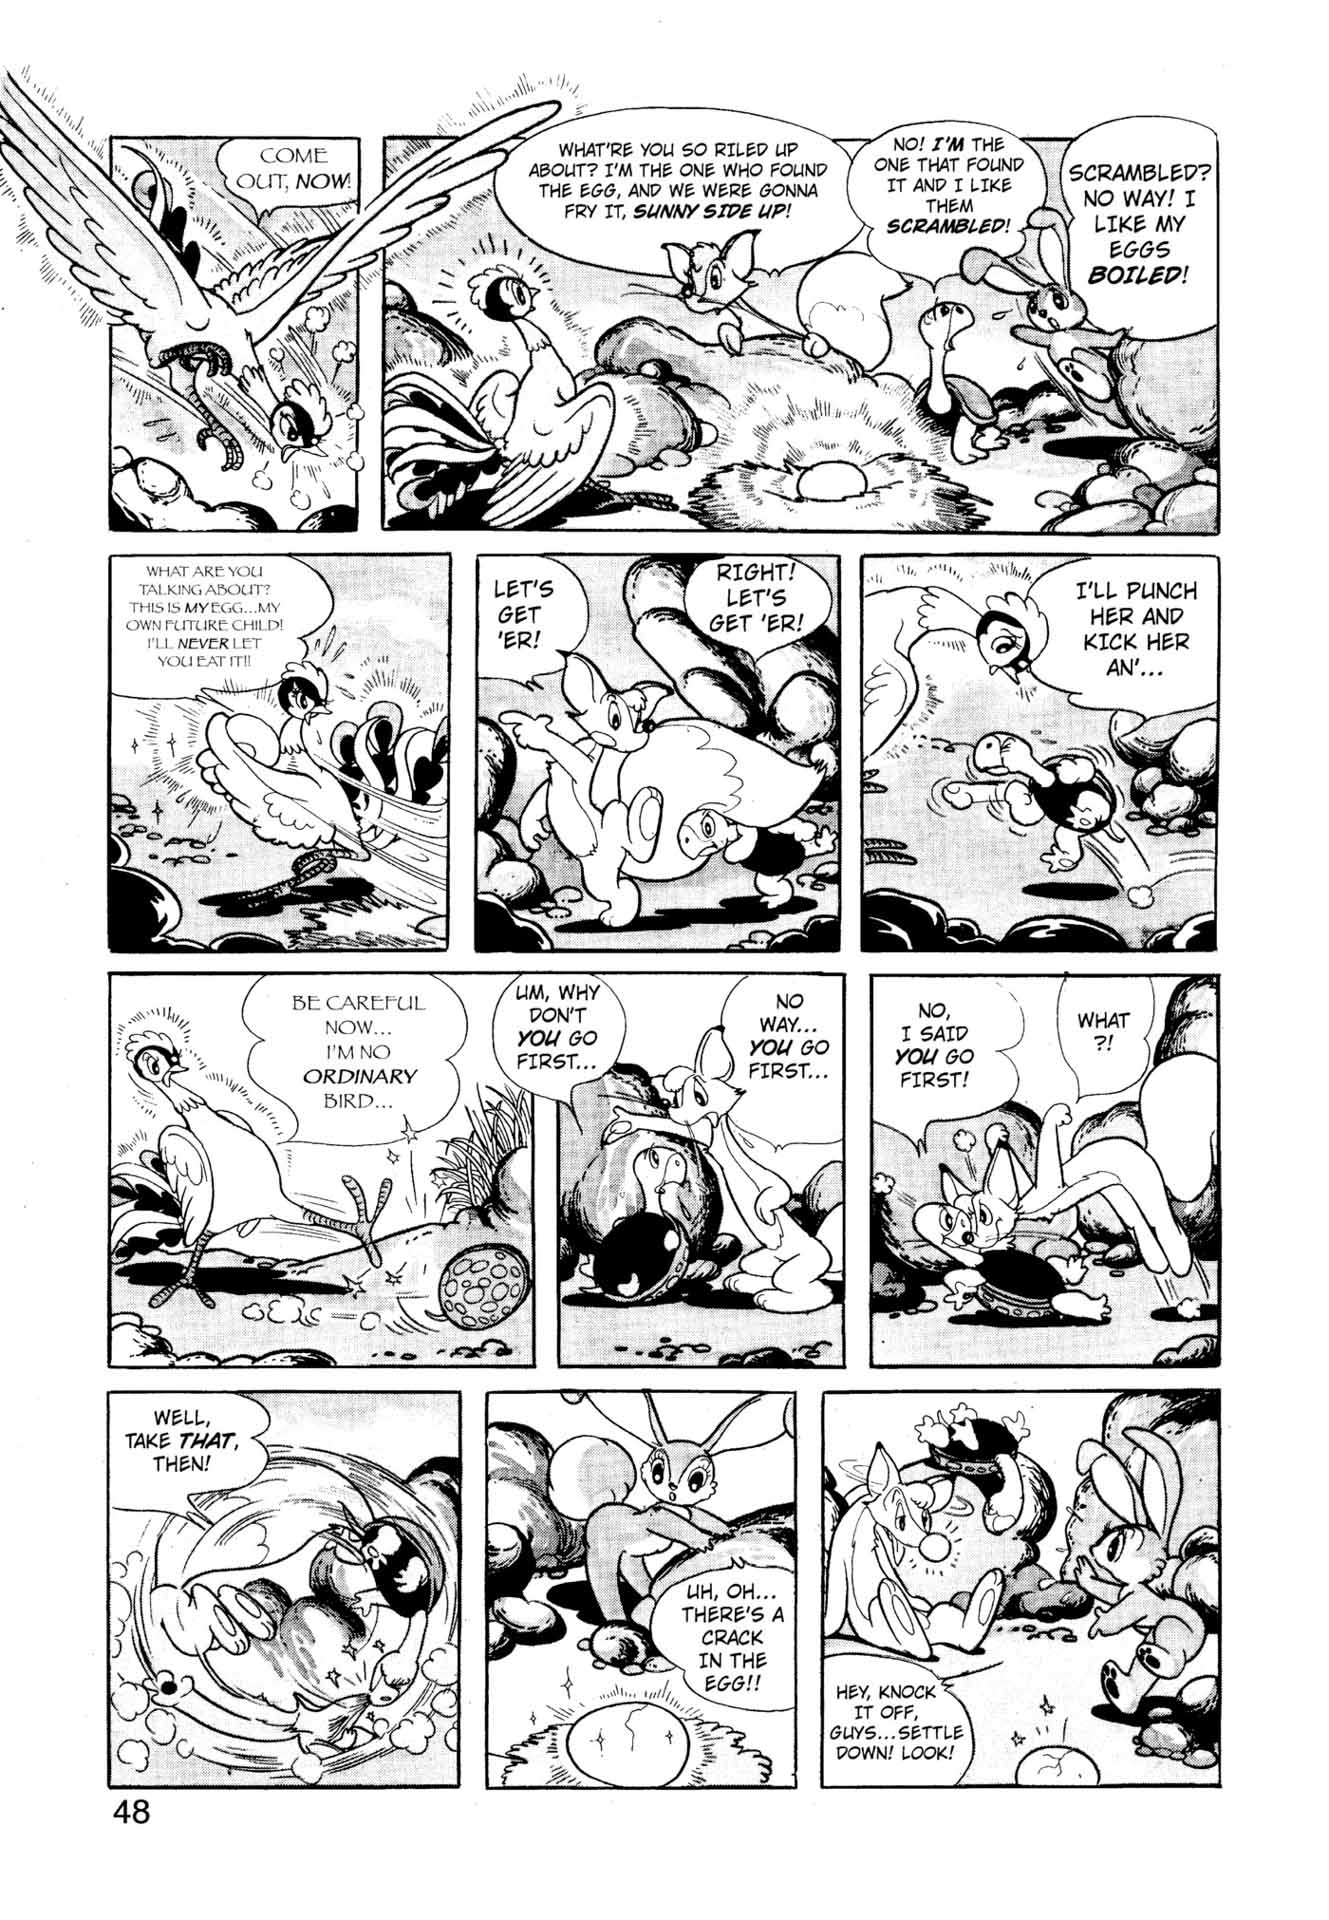 COME
OUT, NOW!
WHAT'RE YOU SO RILED UP
ABOUT? I'M THE ONE WHO FOUND
THE EGG, AND WE WERE GONNA
FRY IT, SUNNY SIDE UP!
NO! I'M THE
ONE THAT FOUND
IT AND I LIKE
THEM
SCRAMBLED!
SCRAMBLED?
NO WAY! I
LIKE MY
EGGS
BOILED!
WHAT ARE YOU
TALKING ABOUT?
THIS IS MY EGG...MY
OWN FUTURE CHILD!
I'LL NEVER LET
YOU EAT IT!!
LET'S
GET
'ER!
RIGHT!
LET'S
GET 'ER!
I'LL PUNCH
HER AND
KICK HER
AN'...
BE CAREFUL
NOW...
I'M NO
ORDINARY
BIRD...
UM, WHY
DON'T
YOU GO
FIRST...
NO
WAY...
YOU GO
FIRST...
NO,
I SAID
YOU GO
FIRST!
WHAT
?!
WELL,
TAKE THAT,
THEN!
UH, OH...
THERE'S A
CRACK
IN THE
EGG!!
HEY, KNOCK
IT OFF,
GUYS...SETTLE
DOWN! LOOK!
48